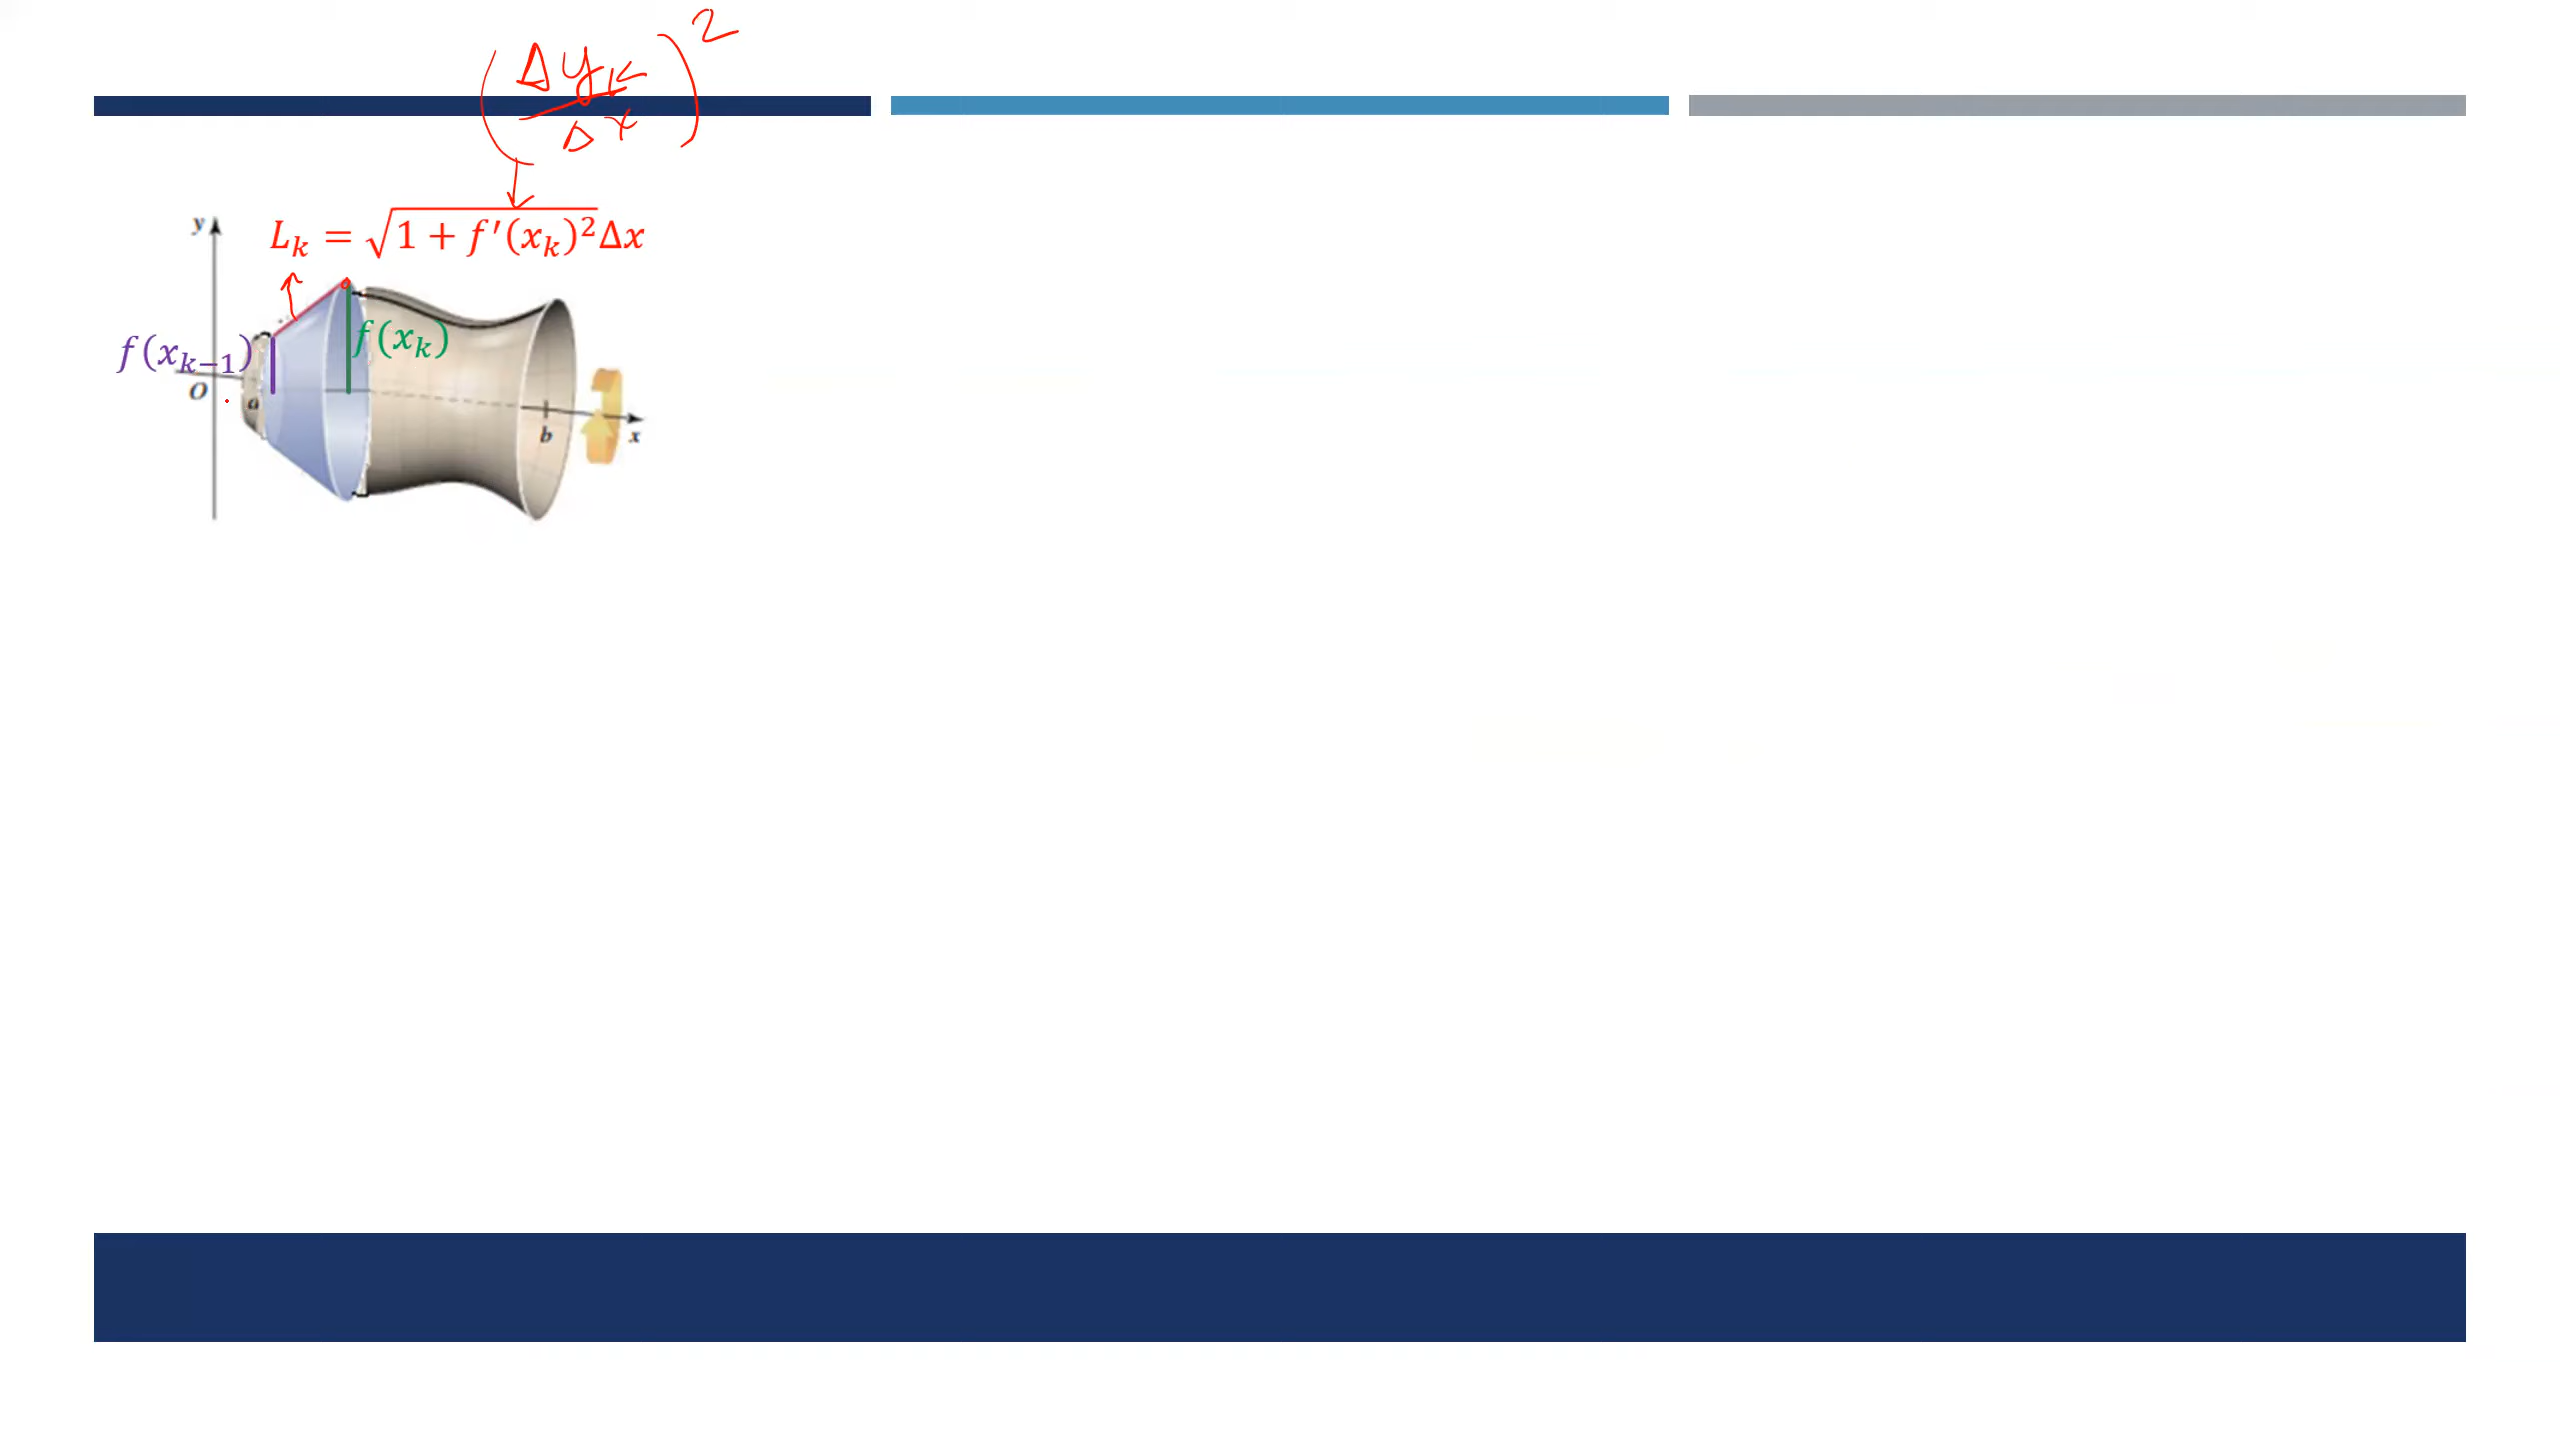 (Δy_k/Δx)^2
y
L_k = √(1 + f′(x_k)^2)Δx
f(x_k)
f(x_{k−1})
O
a
b
x